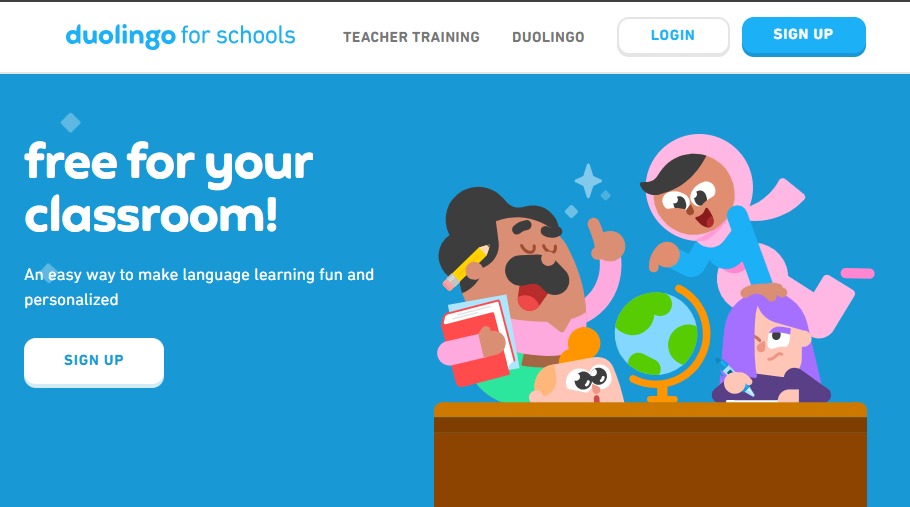 duolingo for schools
TEACHER TRAINING
DUOLINGO
LOGIN
SIGN UP
free for your
classroom!
An easy way to make language learning fun and
personalized
SIGN UP